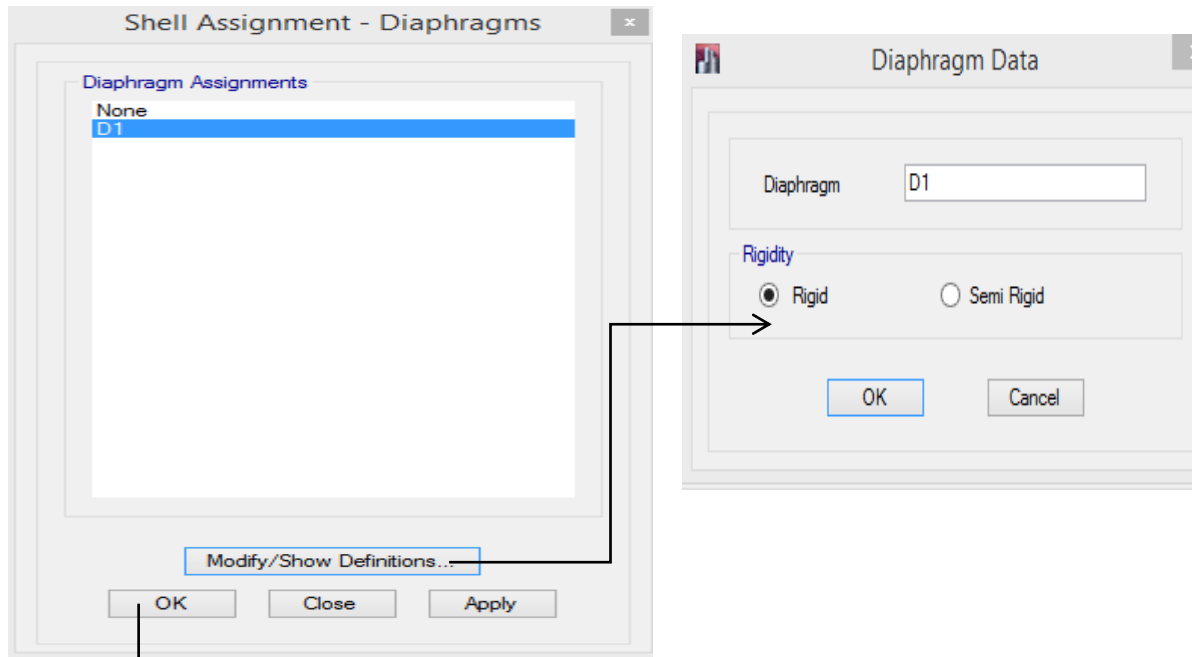 Shell Assignment - Diaphragms
x
Diaphragm Assignments
None
D1
Modify/Show Definitions...
OK Close Apply
Diaphragm Data
Diaphragm D1
Rigidity
Rigid Semi Rigid
OK Cancel